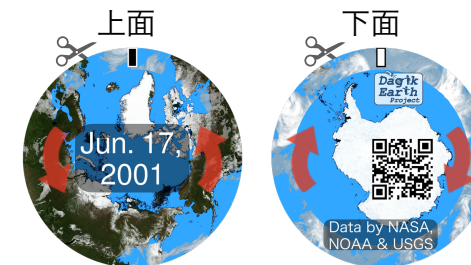 上面
下面
Jun. 17,
2001
Dagik
Earth
Project
Data by NASA,
NOAA & USGS